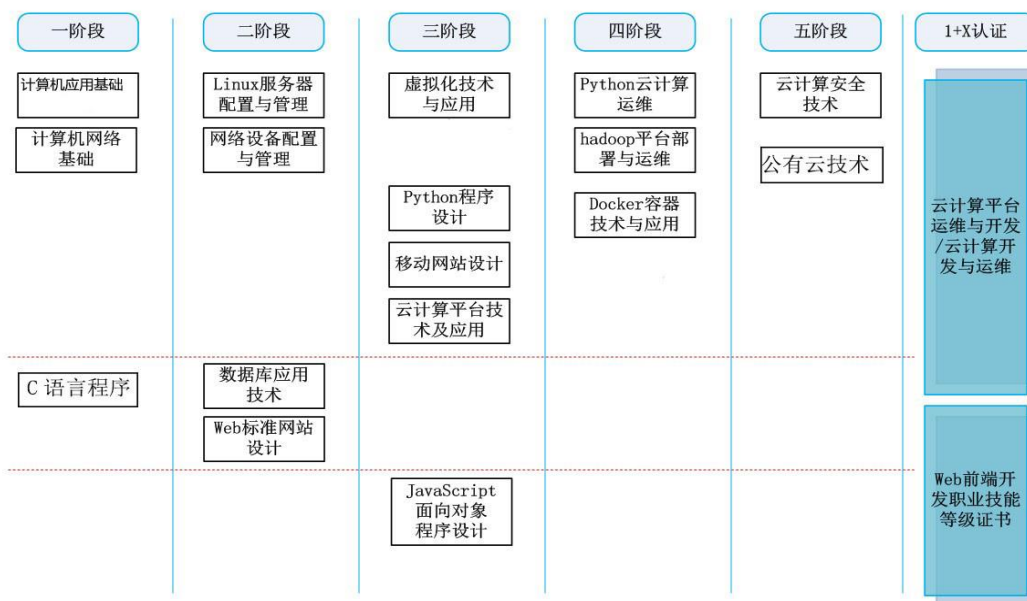 一阶段
二阶段
三阶段
四阶段
五阶段
1+X认证
计算机应用基础
计算机网络
基础
C 语言程序
Linux服务器
配置与管理
网络设备配置
与管理
数据库应用
技术
Web标准网站
设计
虚拟化技术
与应用
Python程序
设计
移动网站设计
云计算平台技
术及应用
JavaScript
面向对象
程序设计
Python云计算
运维
hadoop平台部
署与运维
Docker容器
技术与应用
云计算安全
技术
公有云技术
云计算平台
运维与开发
/云计算开
发与运维
Web前端开
发职业技能
等级证书